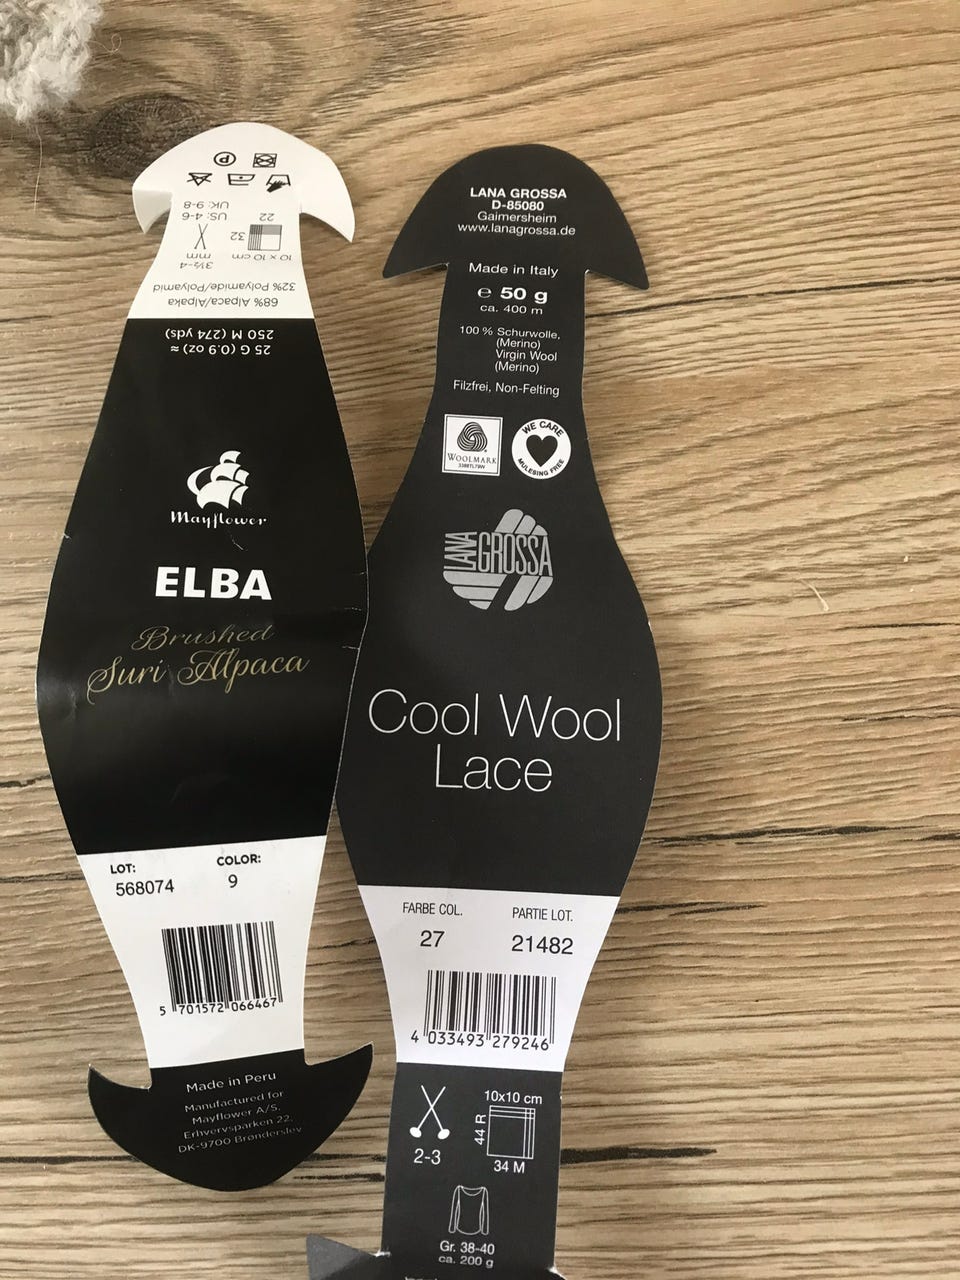 UK: 9-8
US: 4-6
22
3½-4
mm
32
10 x 10 cm
68% Alpaca/Alpaka
32% Polyamide/Polyamid
25 G (0.9 oz) ≈
250 M (274 yds)
Mayflower
ELBA
Brushed
Suri Alpaca
LOT:
568074
COLOR:
9
5 701572 066467
Made in Peru
Manufactured for
Mayflower A/S,
Erhvervsparken 22,
DK-9700 Brønderslev
LANA GROSSA
D-85080
Gaimersheim
www.lanagrossa.de
Made in Italy
℮ 50 g
ca. 400 m
100 % Schurwolle,
(Merino)
Virgin Wool
(Merino)
Filzfrei, Non-Felting
WOOLMARK
WE CARE
MULESING FREE
LANA
GROSSA
Cool Wool
Lace
FARBE COL.
27
PARTIE LOT.
21482
4 033493 279246
2-3
10x10 cm
44 R
34 M
Gr. 38-40
ca. 200 g